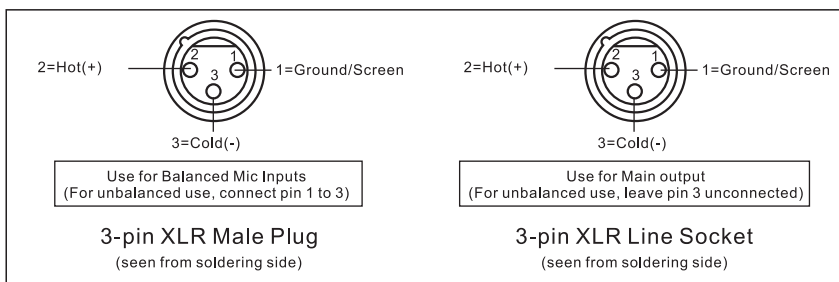 2 1
3
2=Hot(+)
1=Ground/Screen
3=Cold(-)
Use for Balanced Mic Inputs
(For unbalanced use, connect pin 1 to 3)
3-pin XLR Male Plug
(seen from soldering side)
2 1
3
2=Hot(+)
1=Ground/Screen
3=Cold(-)
Use for Main output
(For unbalanced use, leave pin 3 unconnected)
3-pin XLR Line Socket
(seen from soldering side)